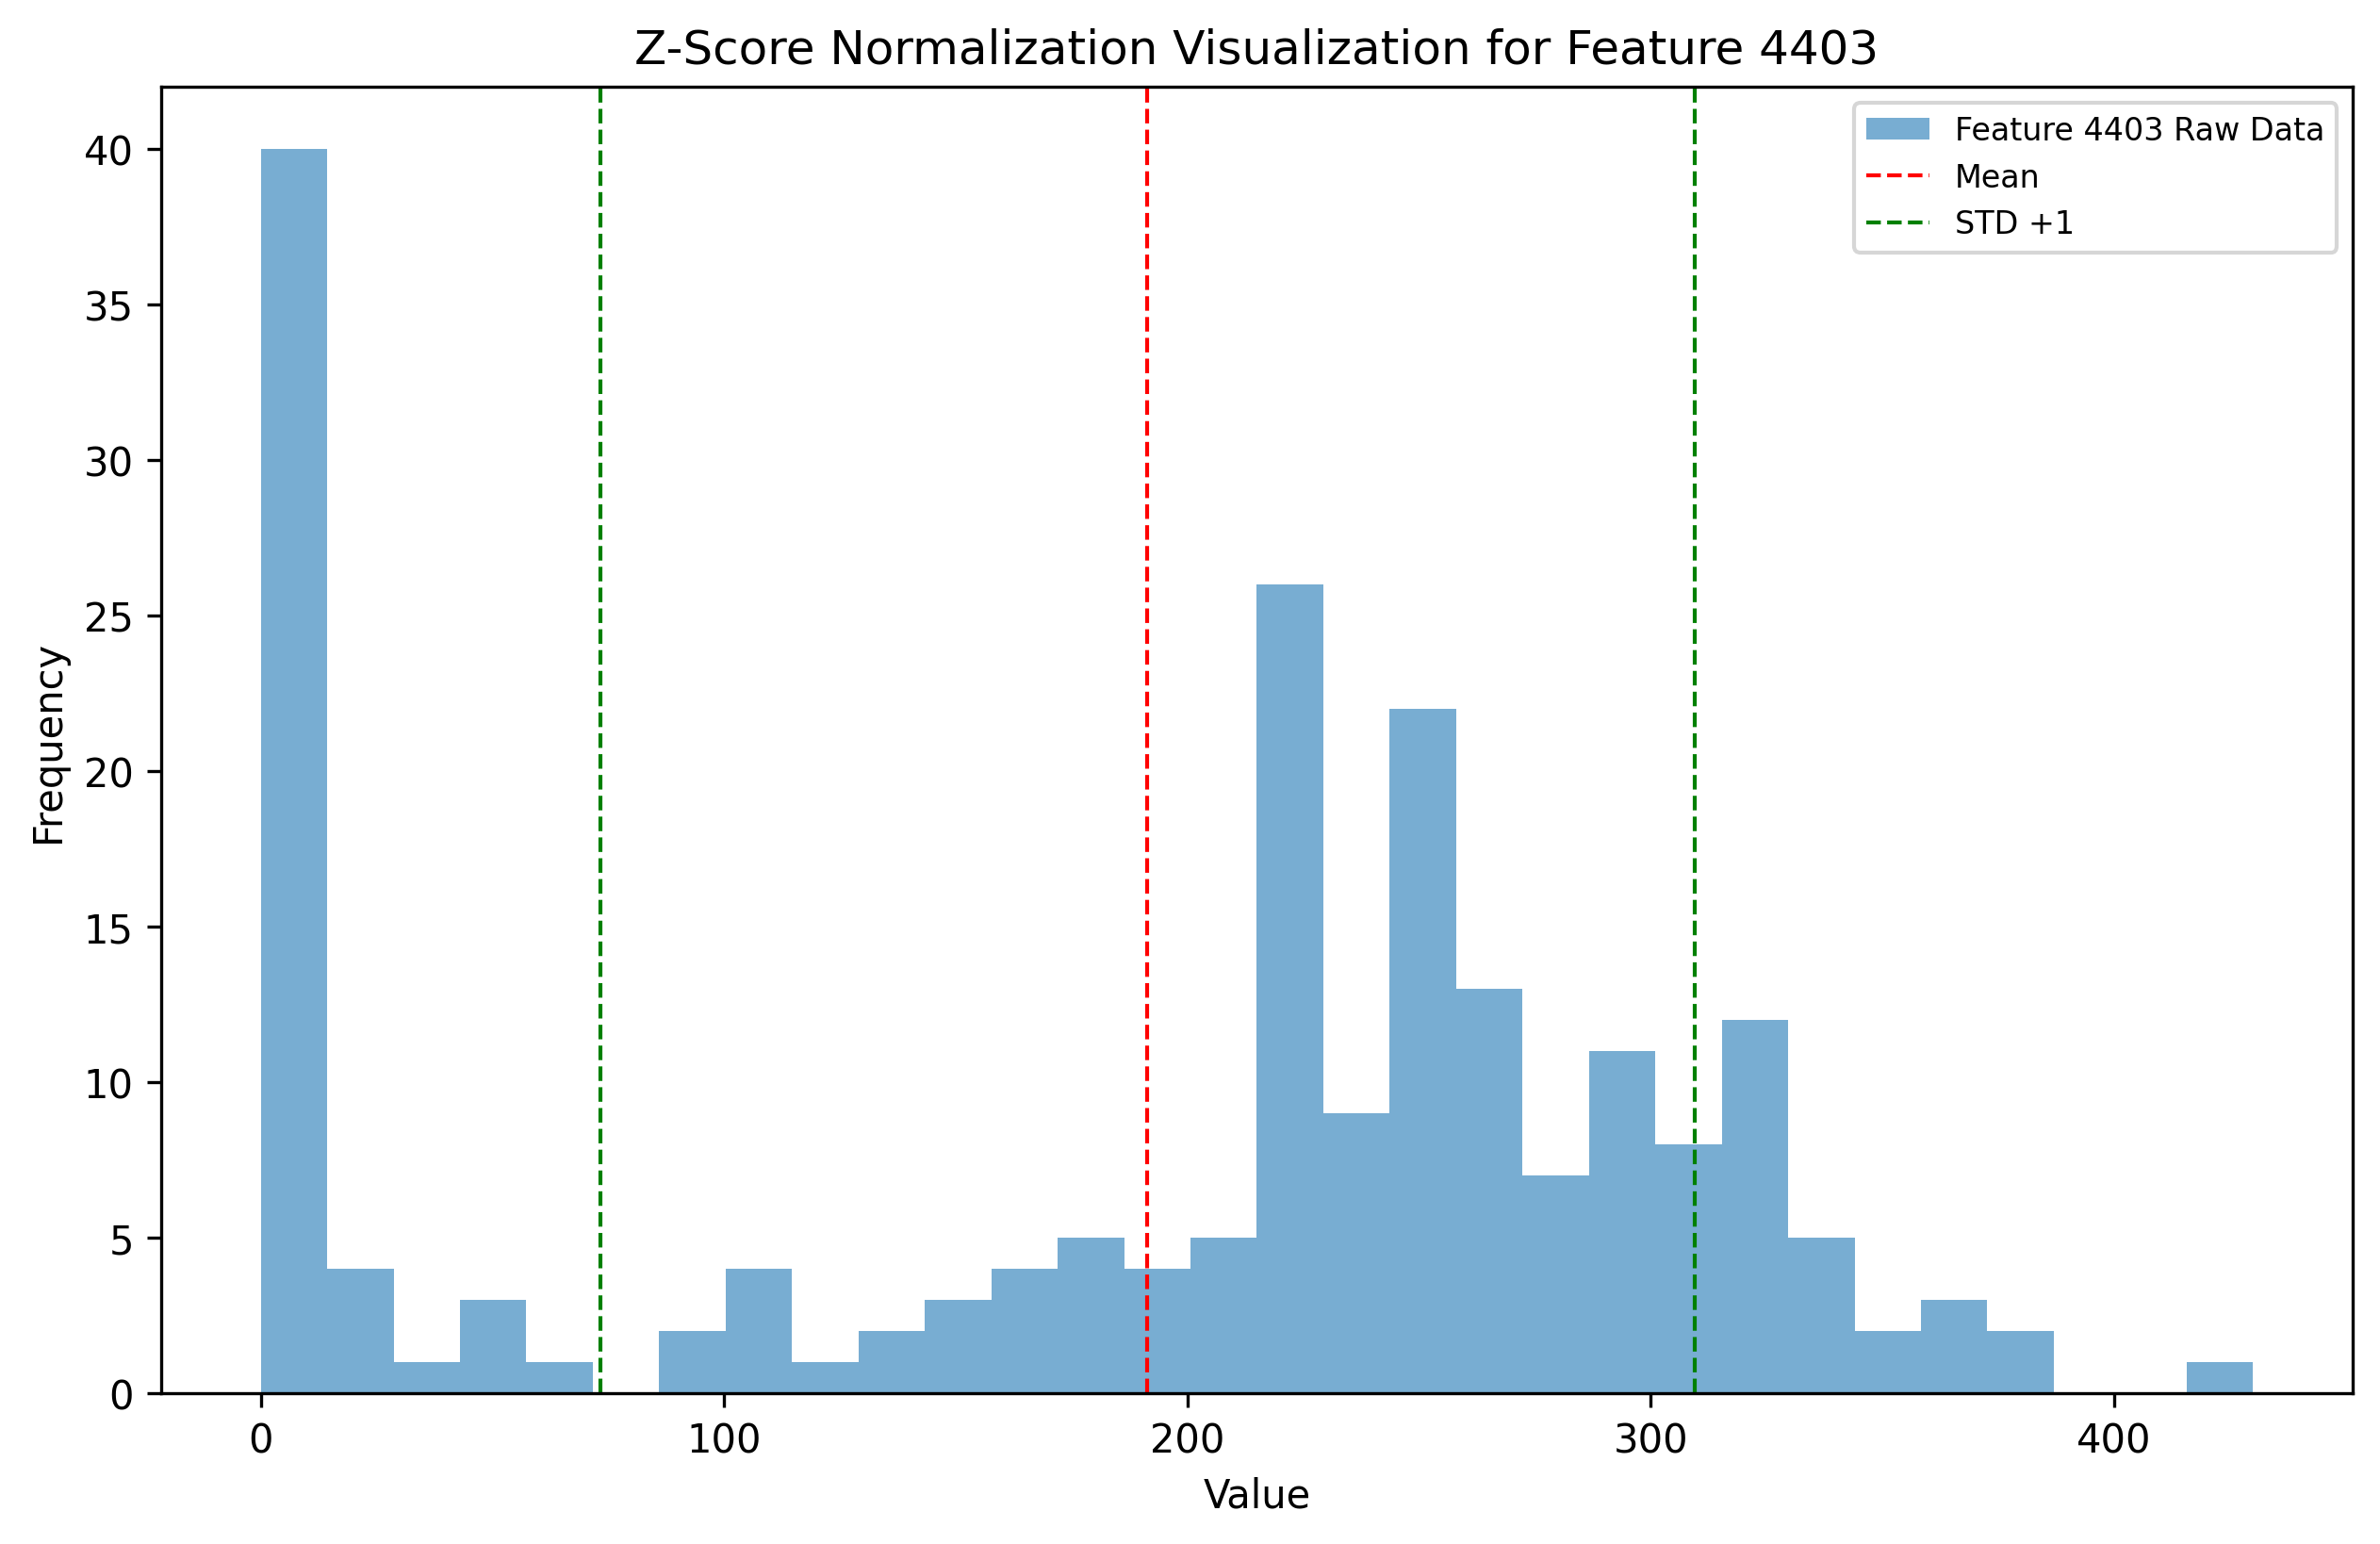 Z-Score Normalization Visualization for Feature 4403
Feature 4403 Raw Data
Mean
STD +1
40
35
30
25
20
15
10
5
0
Frequency
0 100 200 300 400
Value